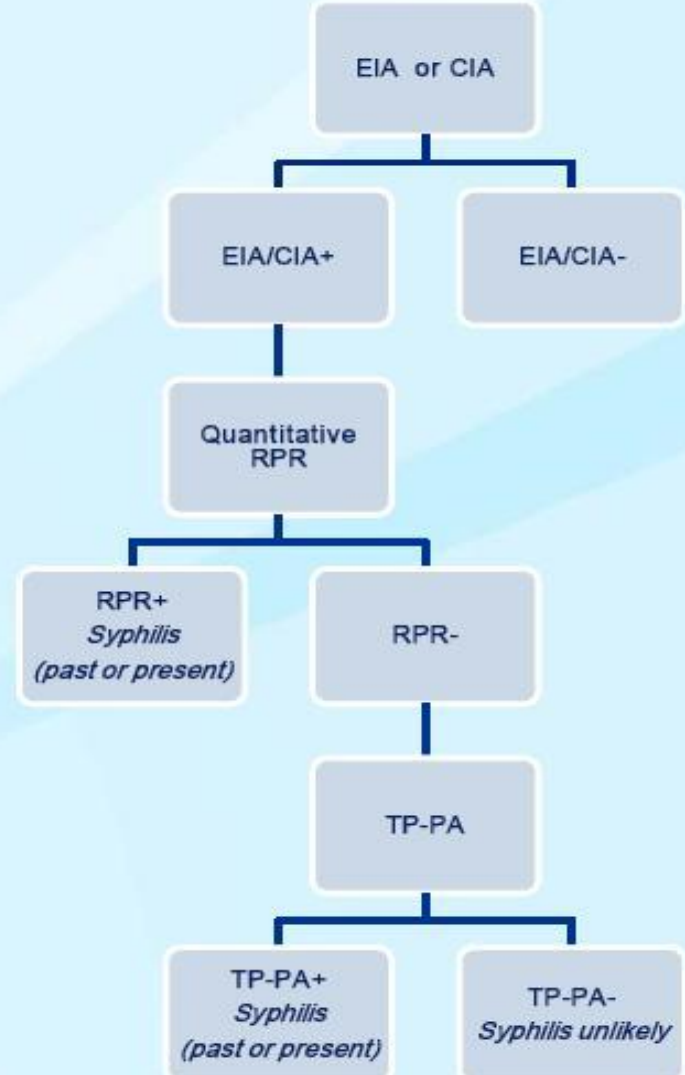 EIA or CIA
EIA/CIA+
EIA/CIA-
Quantitative
RPR
RPR+
Syphilis
(past or present)
RPR-
TP-PA
TP-PA+
Syphilis
(past or present)
TP-PA-
Syphilis unlikely